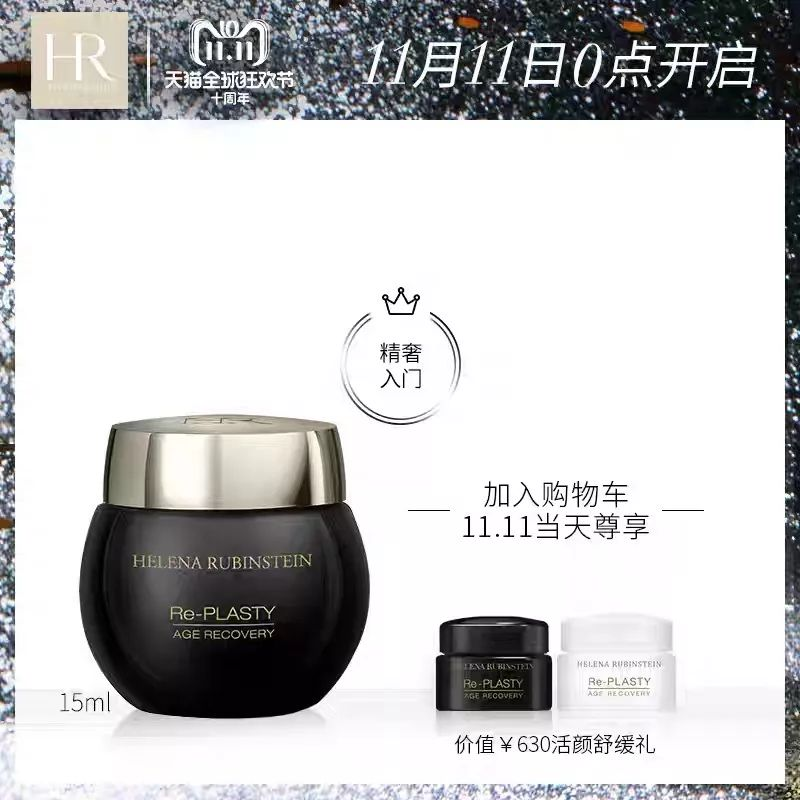 HR
11.11
天猫全球狂欢节
十周年
11月11日0点开启
精奢
入门
加入购物车
11.11当天尊享
HELENA RUBINSTEIN
Re-PLASTY
AGE RECOVERY
15ml
HELENA RUBINSTEIN
Re-PLASTY
AGE RECOVERY
LENA RUBINSTEIN
Re-PLASTY
AGE RECOVERY
价值￥630活颜舒缓礼